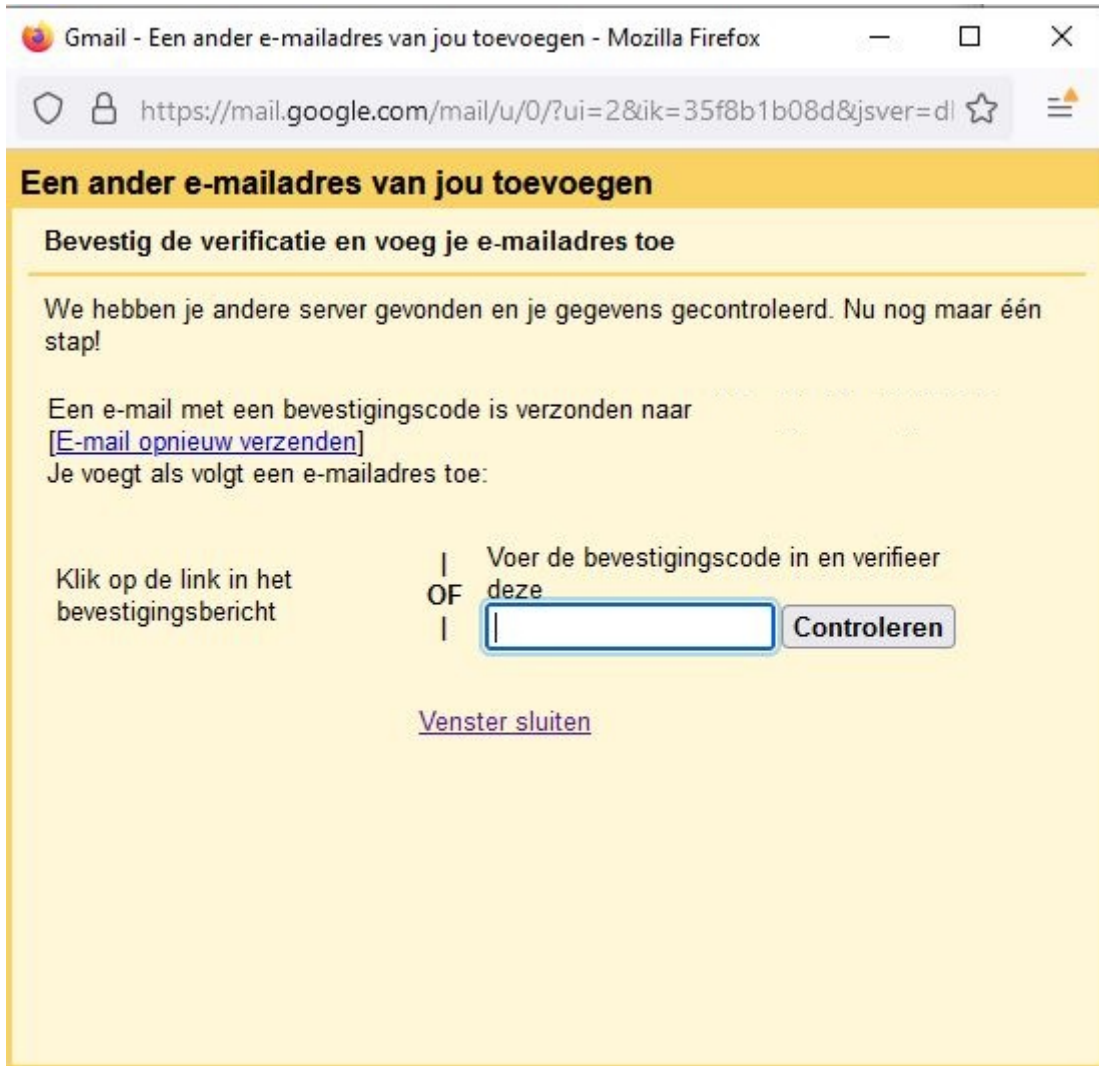 Gmail - Een ander e-mailadres van jou toevoegen - Mozilla Firefox
https://mail.google.com/mail/u/0/?ui=2&ik=35f8b1b08d&jsver=dl
Een ander e-mailadres van jou toevoegen
Bevestig de verificatie en voeg je e-mailadres toe
We hebben je andere server gevonden en je gegevens gecontroleerd. Nu nog maar één
stap!
Een e-mail met een bevestigingscode is verzonden naar
[E-mail opnieuw verzenden]
Je voegt als volgt een e-mailadres toe:
Klik op de link in het
bevestigingsbericht
|
OF
|
Voer de bevestigingscode in en verifieer
deze
Controleren
Venster sluiten